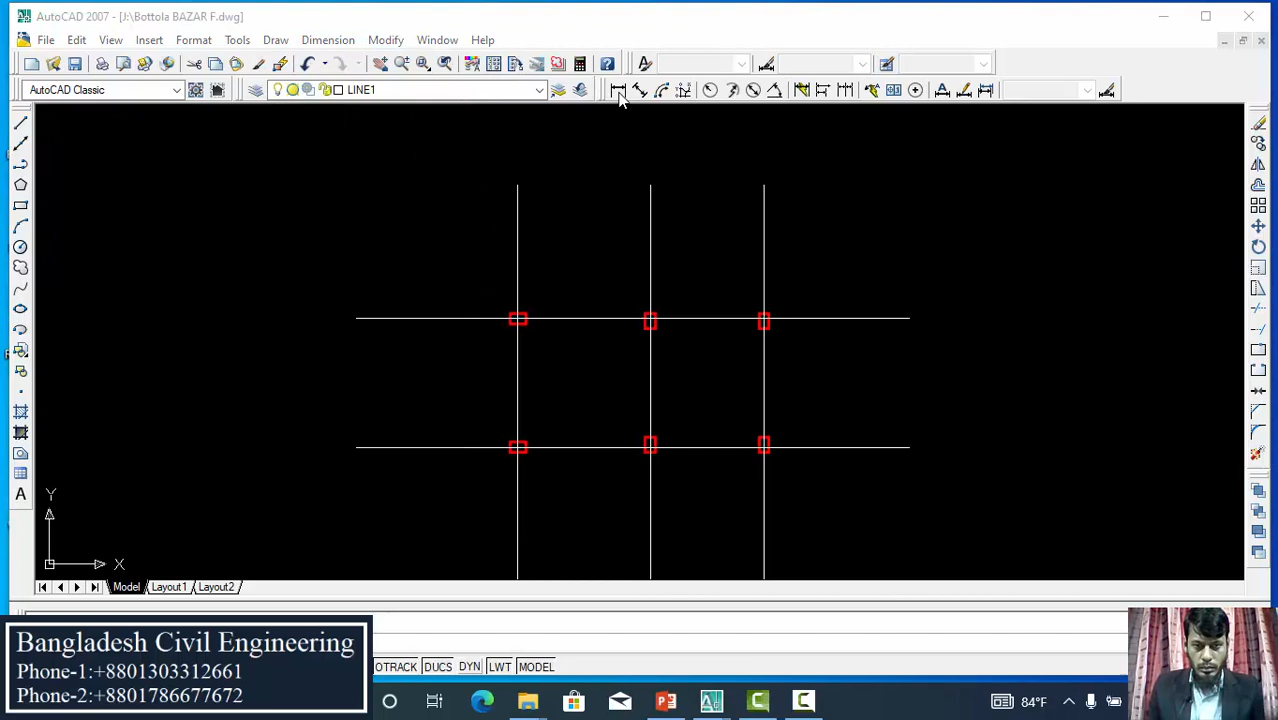 AutoCAD 2007 - [J:\Bottola BAZAR F.dwg]
File Edit View Insert Format Tools Draw Dimension Modify Window Help
AutoCAD Classic
LINE1
Y
X
Model Layout1 Layout2
OTRACK DUCS DYN LWT MODEL
Bangladesh Civil Engineering
Phone-1:+8801303312661
Phone-2:+8801786677672
84°F